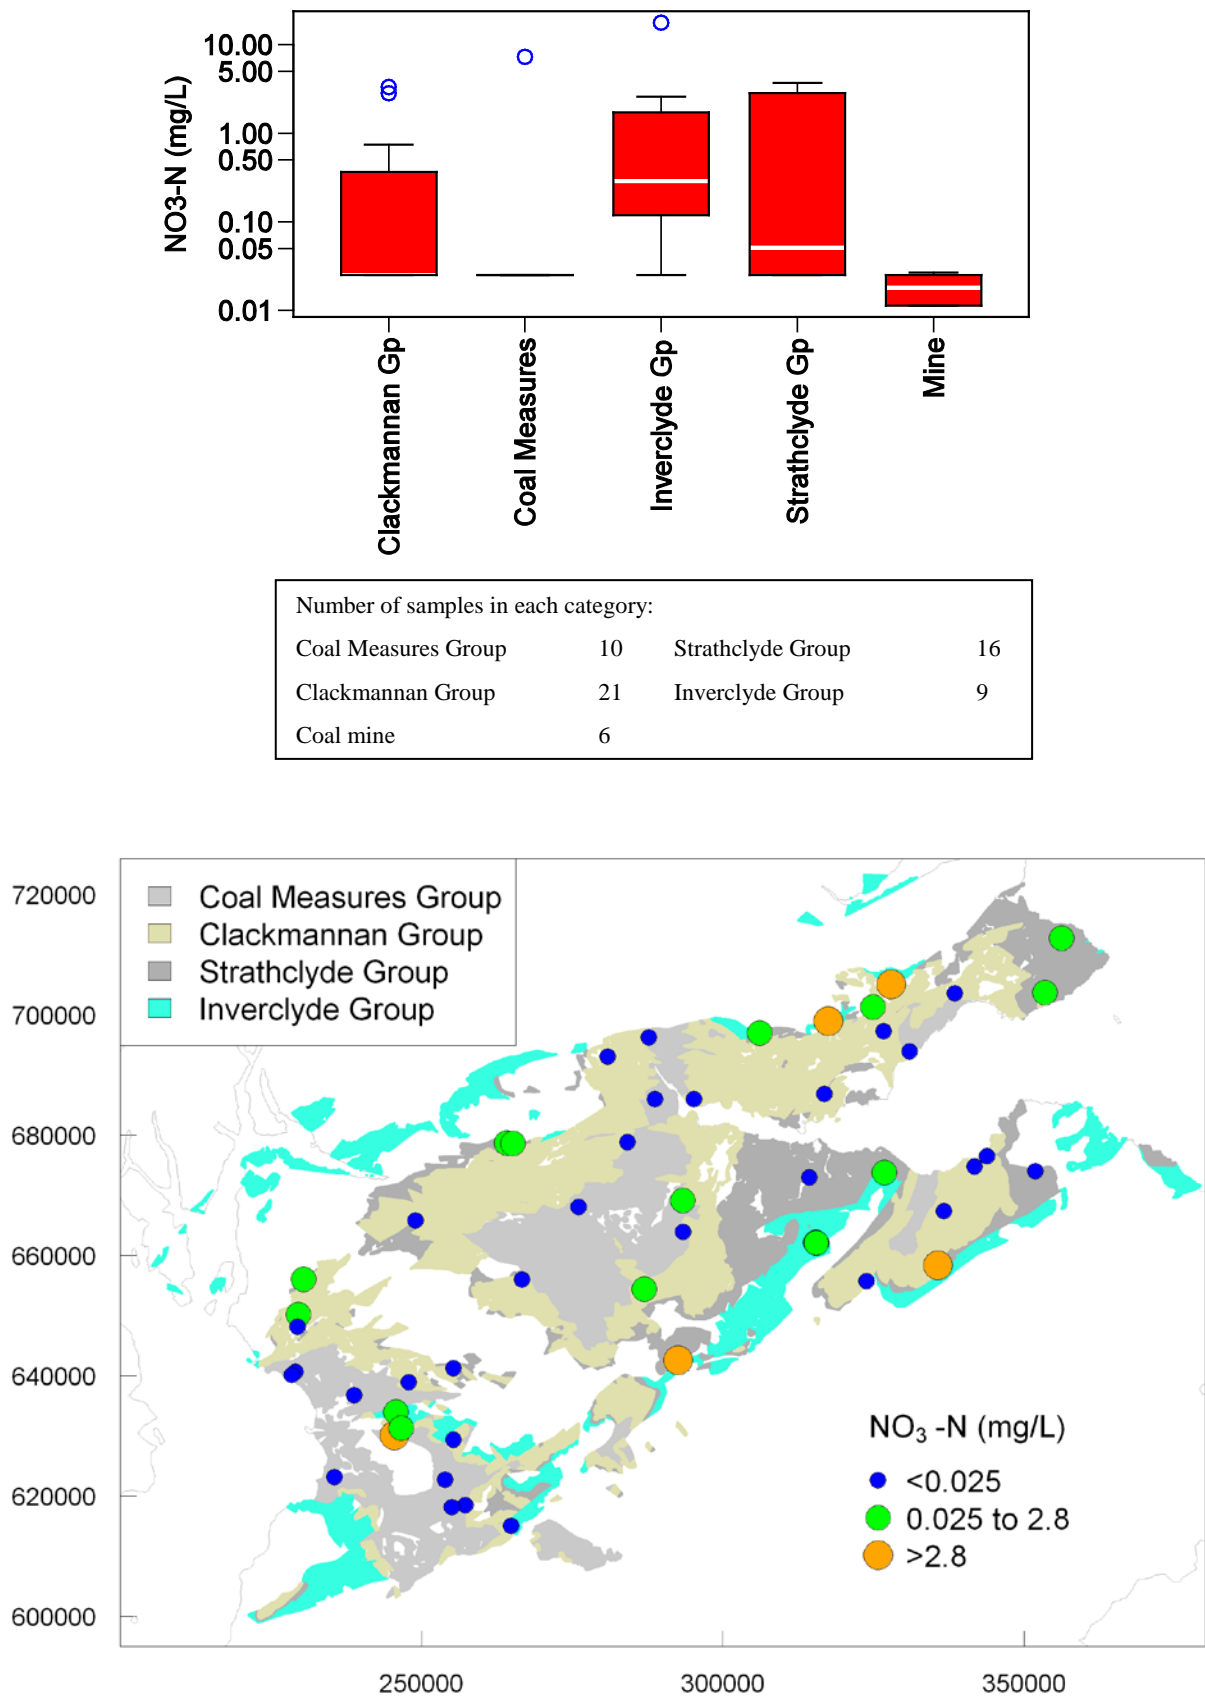 10.00
5.00
1.00
0.50
0.10
0.05
0.01
NO3-N (mg/L)
Clackmannan Gp
Coal Measures
Inverclyde Gp
Strathclyde Gp
Mine
Number of samples in each category:
Coal Measures Group 10 Strathclyde Group 16
Clackmannan Group 21 Inverclyde Group 9
Coal mine 6
Coal Measures Group
Clackmannan Group
Strathclyde Group
Inverclyde Group
720000
700000
680000
660000
640000
620000
600000
NO₃ -N (mg/L)
<0.025
0.025 to 2.8
>2.8
250000 300000 350000